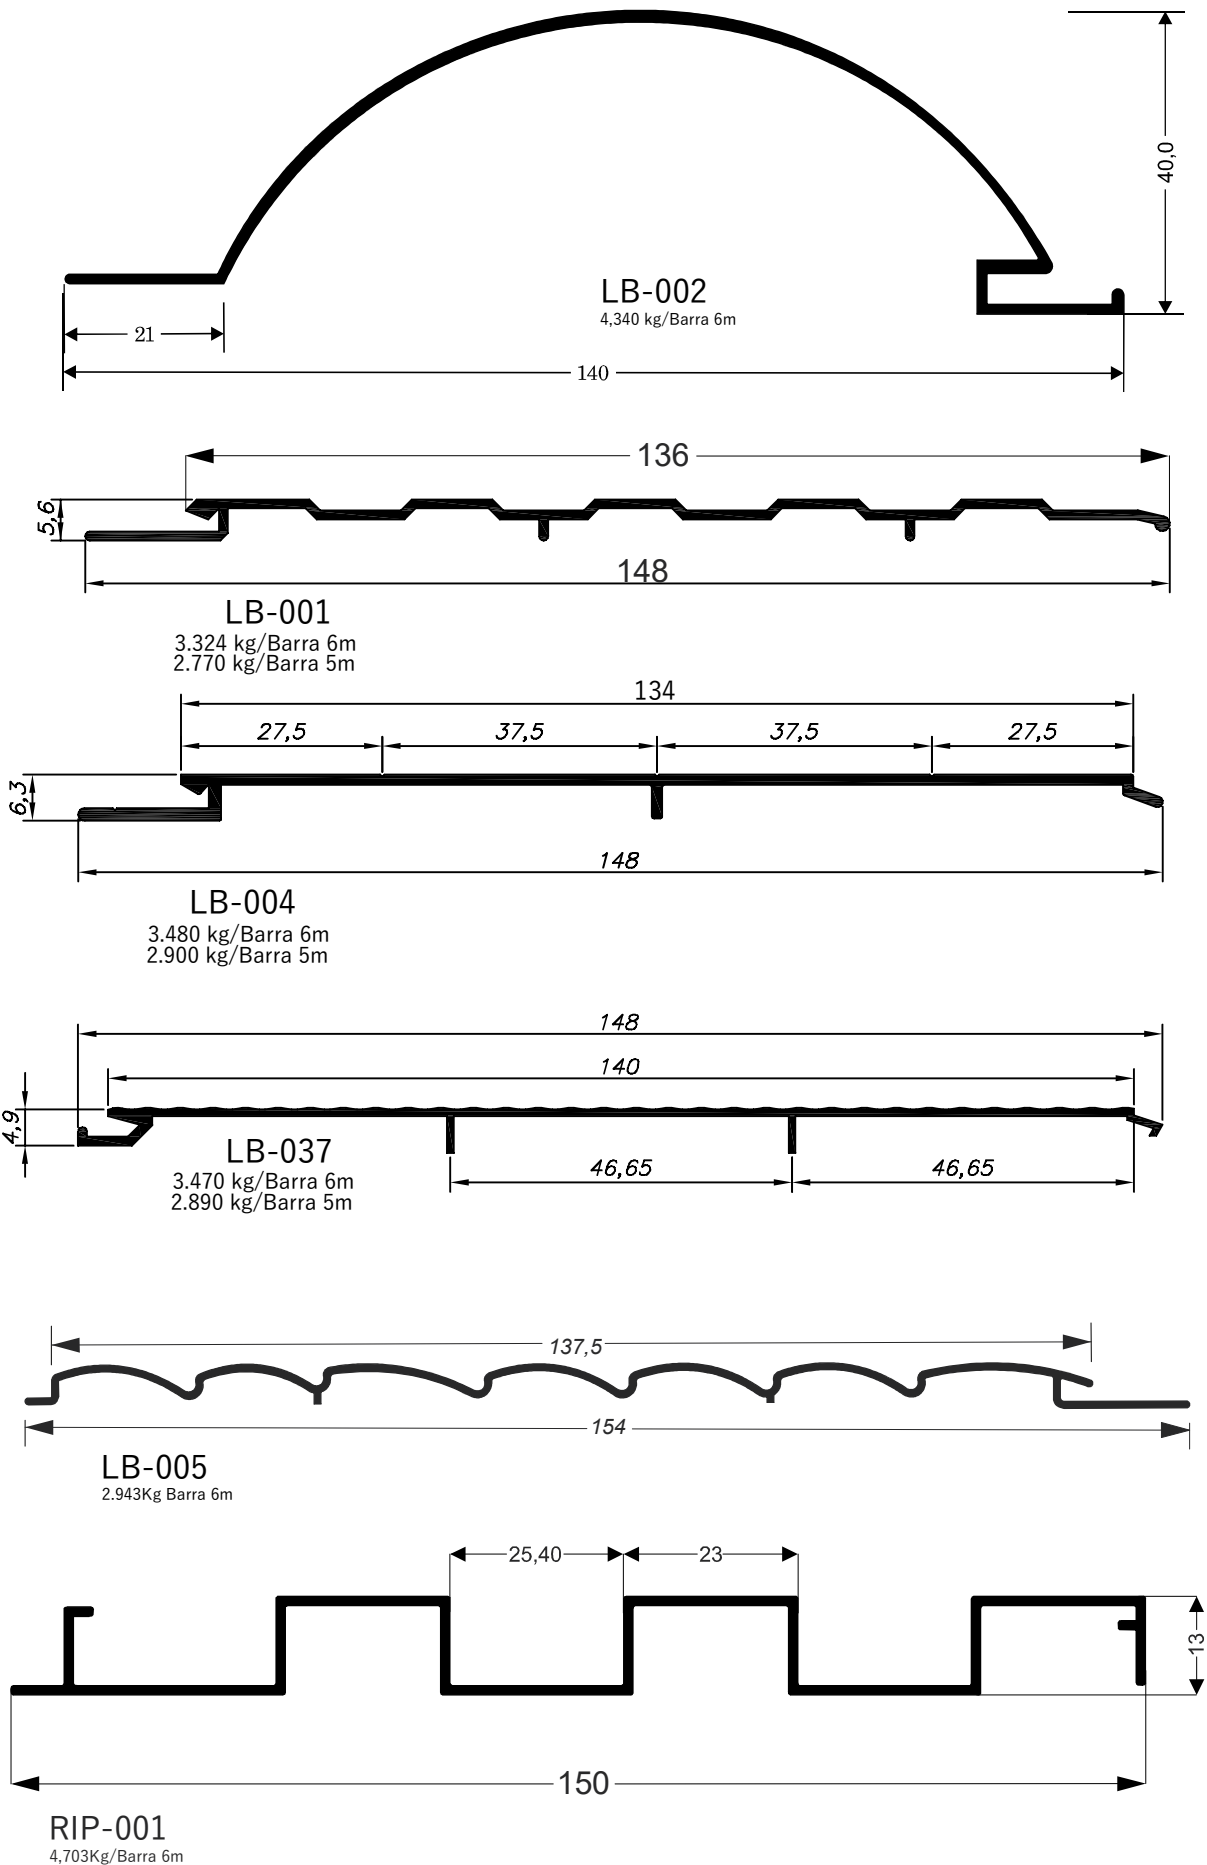 40,0
LB-002
4,340 kg/Barra 6m
21
140
136
5,6
148
LB-001
3.324 kg/Barra 6m
2.770 kg/Barra 5m
134
27,5 37,5 37,5 27,5
6,3
148
LB-004
3.480 kg/Barra 6m
2.900 kg/Barra 5m
148
140
4,9
LB-037
3.470 kg/Barra 6m
2.890 kg/Barra 5m
46,65 46,65
137,5
154
LB-005
2.943Kg Barra 6m
25,40 23
13
150
RIP-001
4,703Kg/Barra 6m